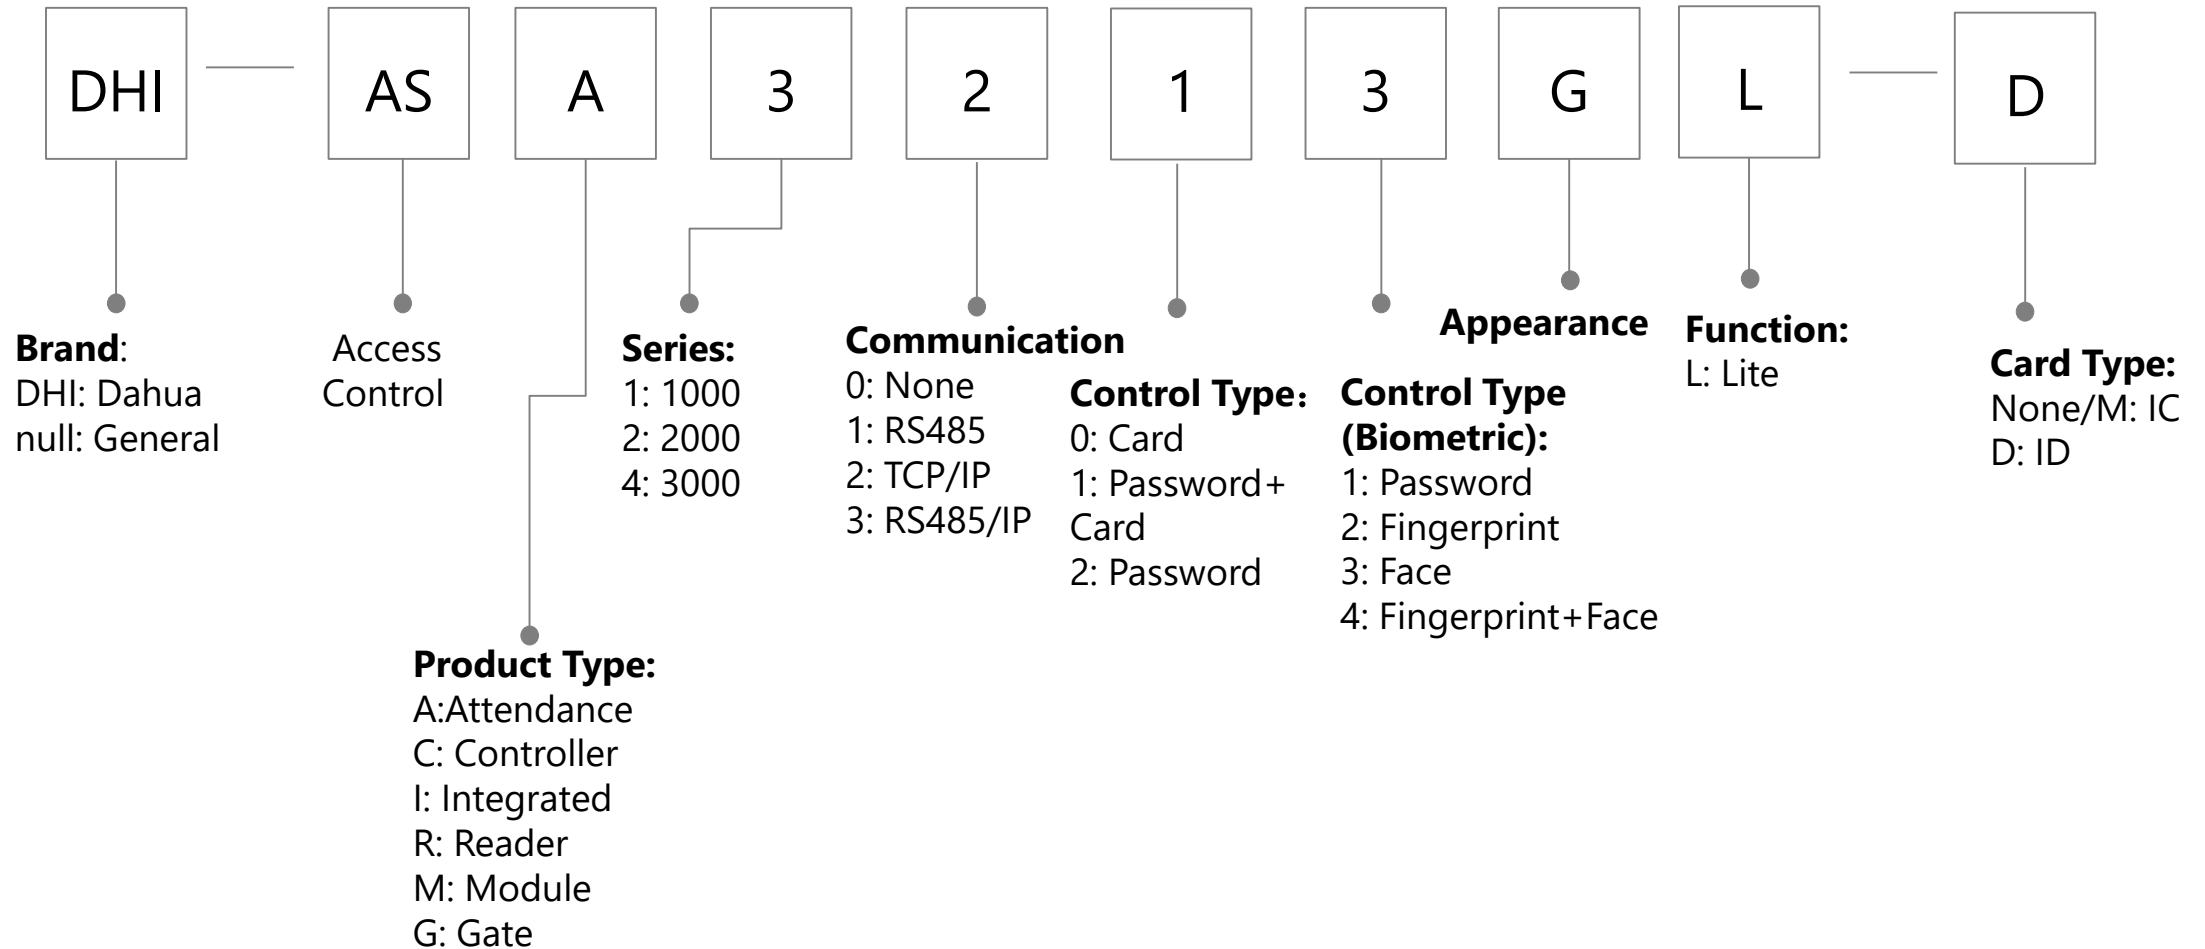 DHI AS A 3 2 1 3 G L D
Brand:
DHI: Dahua
null: General
Access
Control
Product Type:
A:Attendance
C: Controller
I: Integrated
R: Reader
M: Module
G: Gate
Series:
1: 1000
2: 2000
4: 3000
Communication
0: None
1: RS485
2: TCP/IP
3: RS485/IP
Control Type：
0: Card
1: Password+
Card
2: Password
Control Type
(Biometric):
1: Password
2: Fingerprint
3: Face
4: Fingerprint+Face
Appearance
Function:
L: Lite
Card Type:
None/M: IC
D: ID